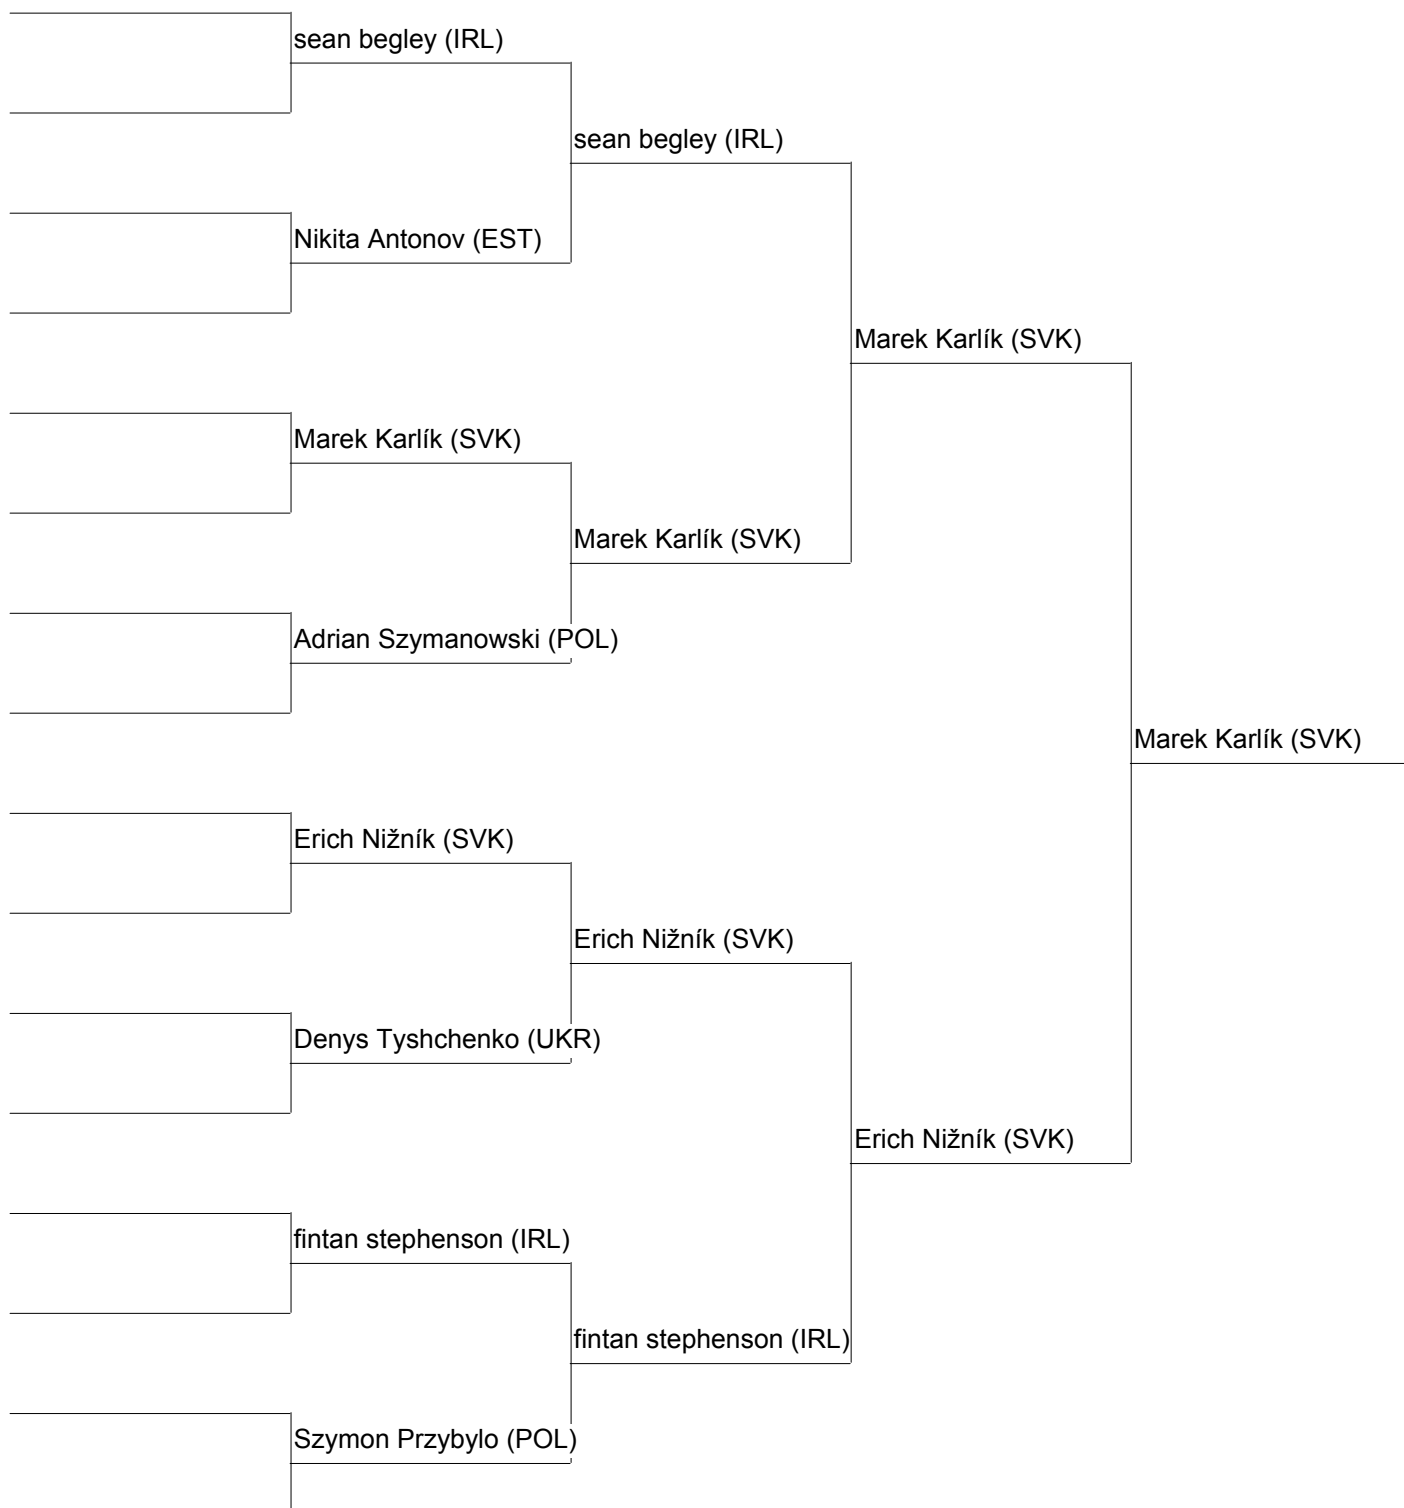 sean begley (IRL)
sean begley (IRL)
Nikita Antonov (EST)
Marek Karlík (SVK)
Marek Karlík (SVK)
Marek Karlík (SVK)
Adrian Szymanowski (POL)
Marek Karlík (SVK)
Erich Nižník (SVK)
Erich Nižník (SVK)
Denys Tyshchenko (UKR)
Erich Nižník (SVK)
fintan stephenson (IRL)
fintan stephenson (IRL)
Szymon Przybylo (POL)